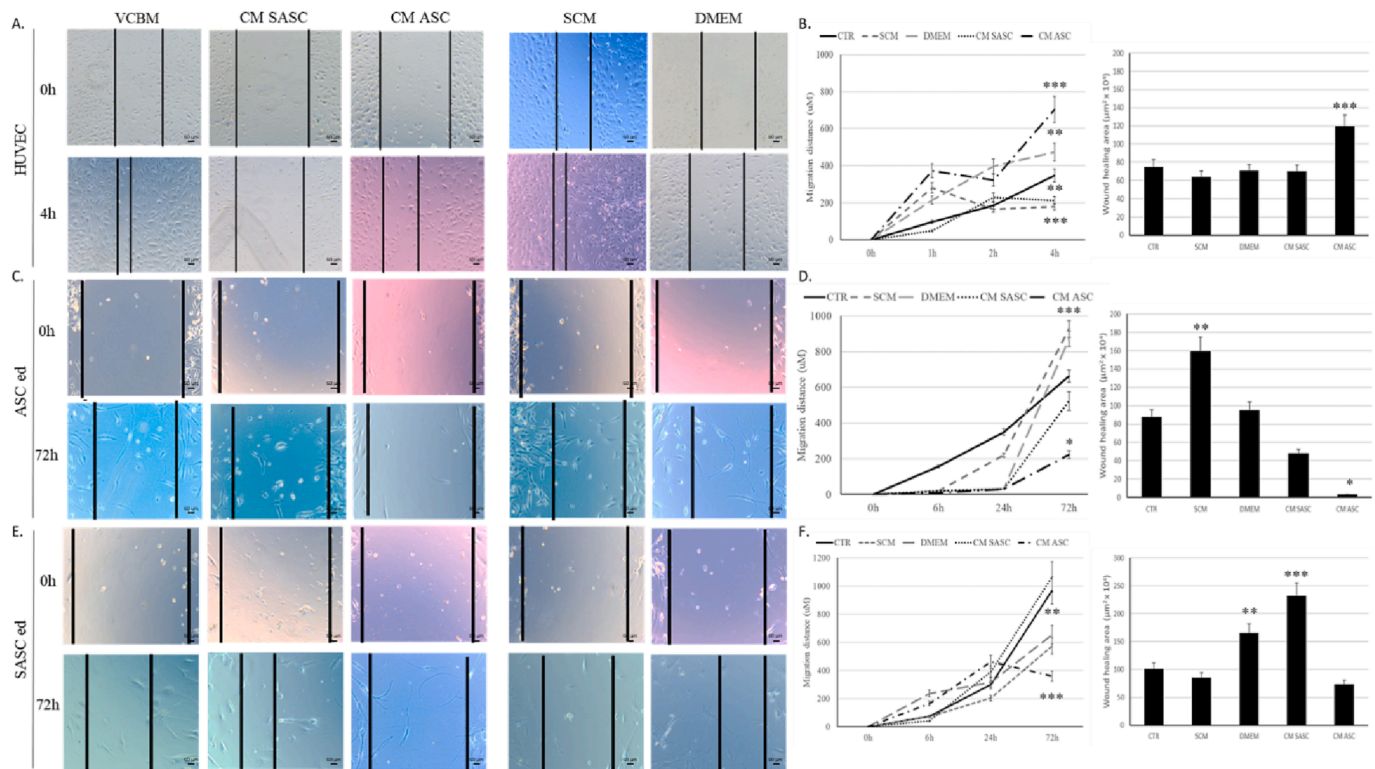 A.
VCBM CM SASC CM ASC SCM DMEM
HUVEC
0h
4h
B.
CTR SCM DMEM CM SASC CM ASC
Migration distance (uM)
1000
800
600
400
200
0
0h 1h 2h 4h
***
**
**
***
Wound healing area (µm² x 10⁴)
200
180
160
140
120
100
80
60
40
20
0
CTR SCM DMEM CM SASC CM ASC
***
C.
ASC ed
0h
72h
D.
CTR SCM DMEM CM SASC CM ASC
Migration distance (uM)
1000
800
600
400
200
0
0h 6h 24h 72h
***
*
Wound healing area (µm² x 10⁴)
200
180
160
140
120
100
80
60
40
20
0
CTR SCM DMEM CM SASC CM ASC
**
*
E.
SASC ed
0h
72h
F.
CTR SCM DMEM CM SASC CM ASC
Migration distance (uM)
1200
1000
800
600
400
200
0
0h 6h 24h 72h
**
***
Wound healing area (µm² x 10⁴)
300
250
200
150
100
50
0
CTR SCM DMEM CM SASC CM ASC
**
***